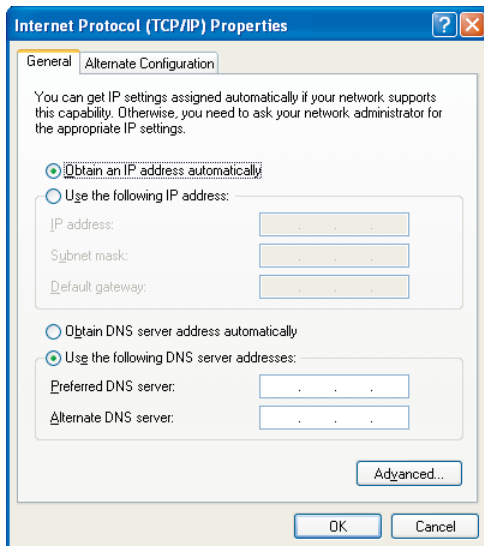 Internet Protocol (TCP/IP) Properties
General
Alternate Configuration
You can get IP settings assigned automatically if your network supports
this capability. Otherwise, you need to ask your network administrator for
the appropriate IP settings.
Obtain an IP address automatically
Use the following IP address:
IP address:
Subnet mask:
Default gateway:
Obtain DNS server address automatically
Use the following DNS server addresses:
Preferred DNS server:
Alternate DNS server:
Advanced...
OK
Cancel